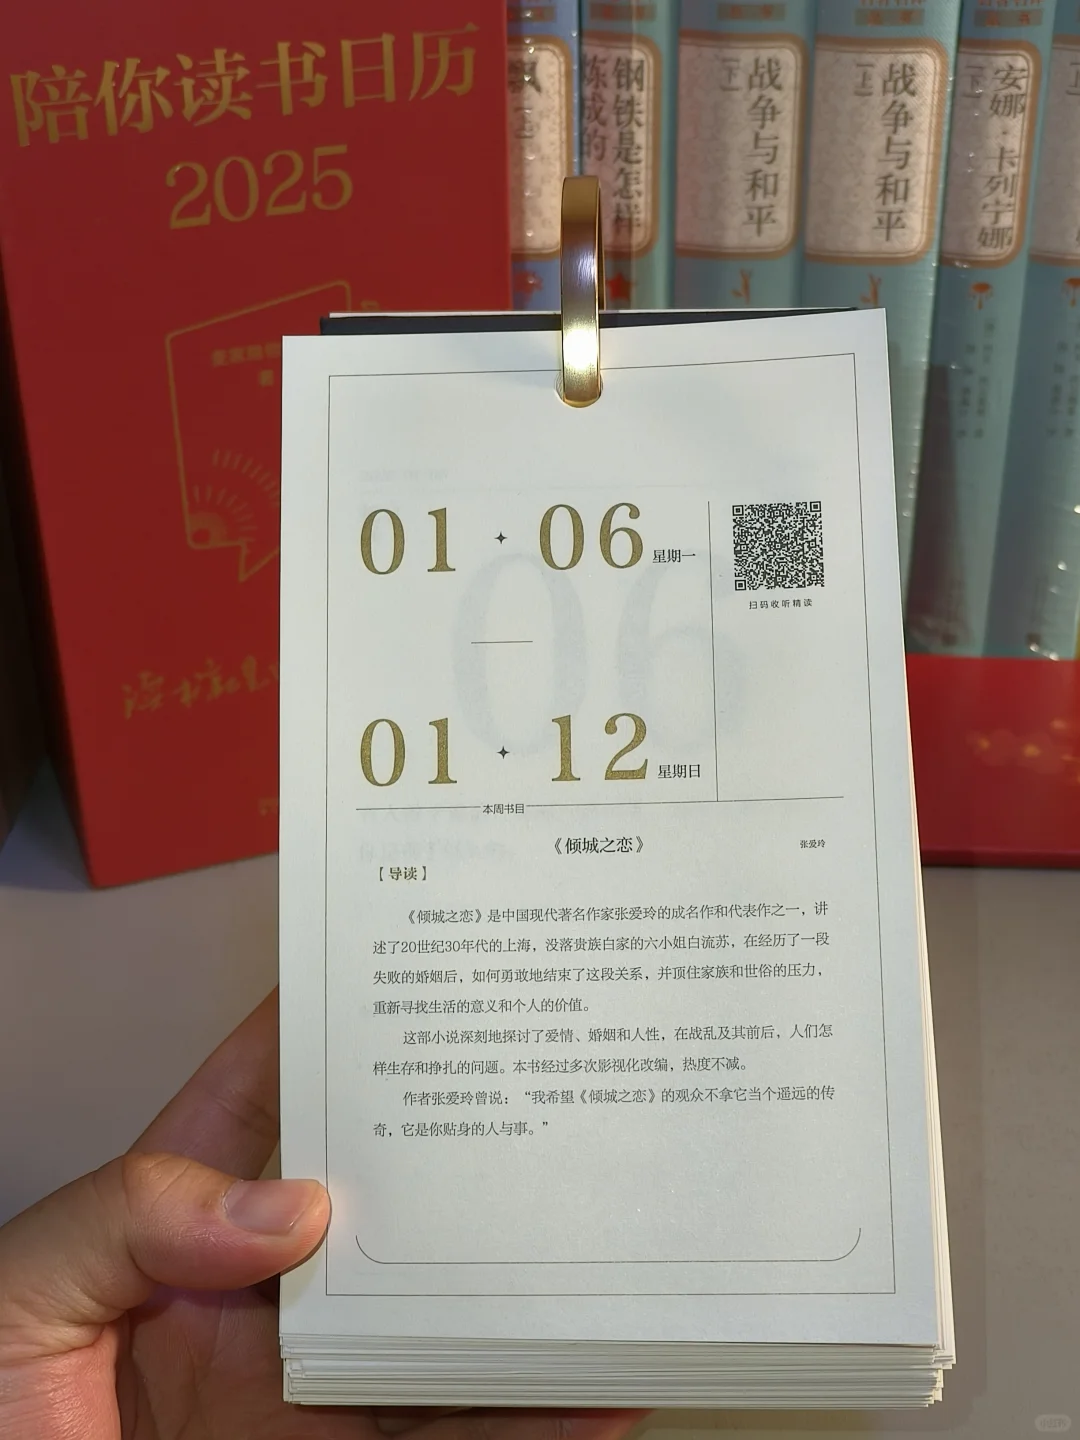 陪你读书日历
2025
著
飘
上
钢铁是怎样
炼成的
战争与和平
下
战争与和平
上
安娜·卡列宁娜
下
01·06 星期一
扫码收听精读
01·12 星期日
本周书目
《倾城之恋》
张爱玲
【导读】
《倾城之恋》是中国现代著名作家张爱玲的成名作和代表作之一，讲
述了20世纪30年代的上海，没落贵族白家的六小姐白流苏，在经历了一段
失败的婚姻后，如何勇敢地结束了这段关系，并顶住家族和世俗的压力，
重新寻找生活的意义和个人的价值。
这部小说深刻地探讨了爱情、婚姻和人性，在战乱及其前后，人们怎
样生存和挣扎的问题。本书经过多次影视化改编，热度不减。
作者张爱玲曾说：“我希望《倾城之恋》的观众不拿它当个遥远的传
奇，它是你贴身的人与事。”